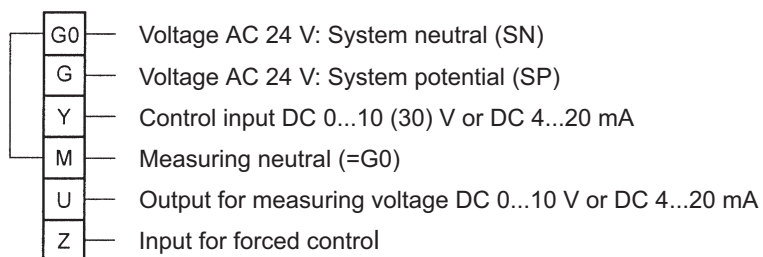 G0 Voltage AC 24 V: System neutral (SN)
G Voltage AC 24 V: System potential (SP)
Y Control input DC 0...10 (30) V or DC 4...20 mA
M Measuring neutral (=G0)
U Output for measuring voltage DC 0...10 V or DC 4...20 mA
Z Input for forced control